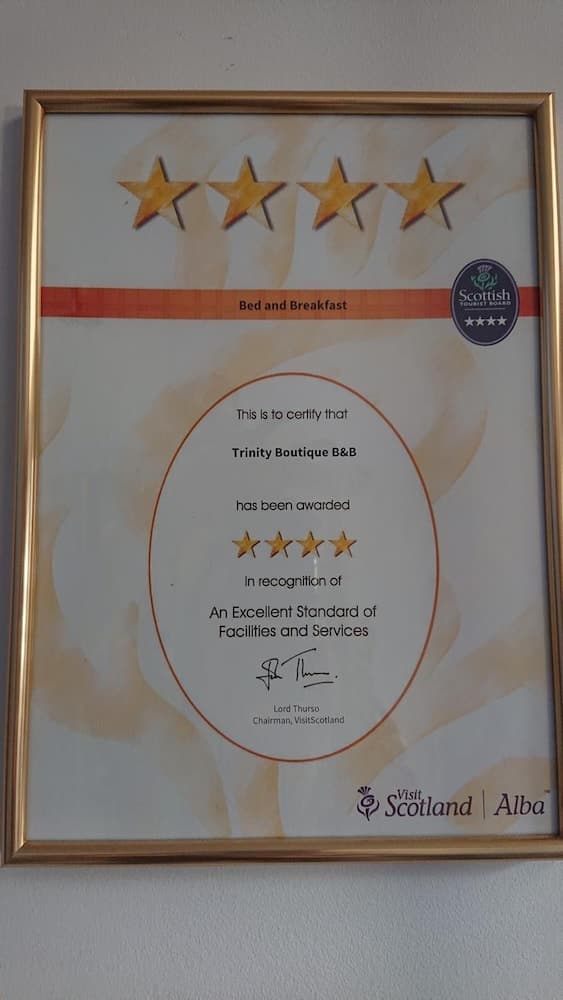 Bed and Breakfast
Scottish
TOURIST BOARD
This is to certify that
Trinity Boutique B&B
has been awarded
In recognition of
An Excellent Standard of
Facilities and Services
Lord Thurso
Chairman, VisitScotland
Visit
Scotland | Alba™